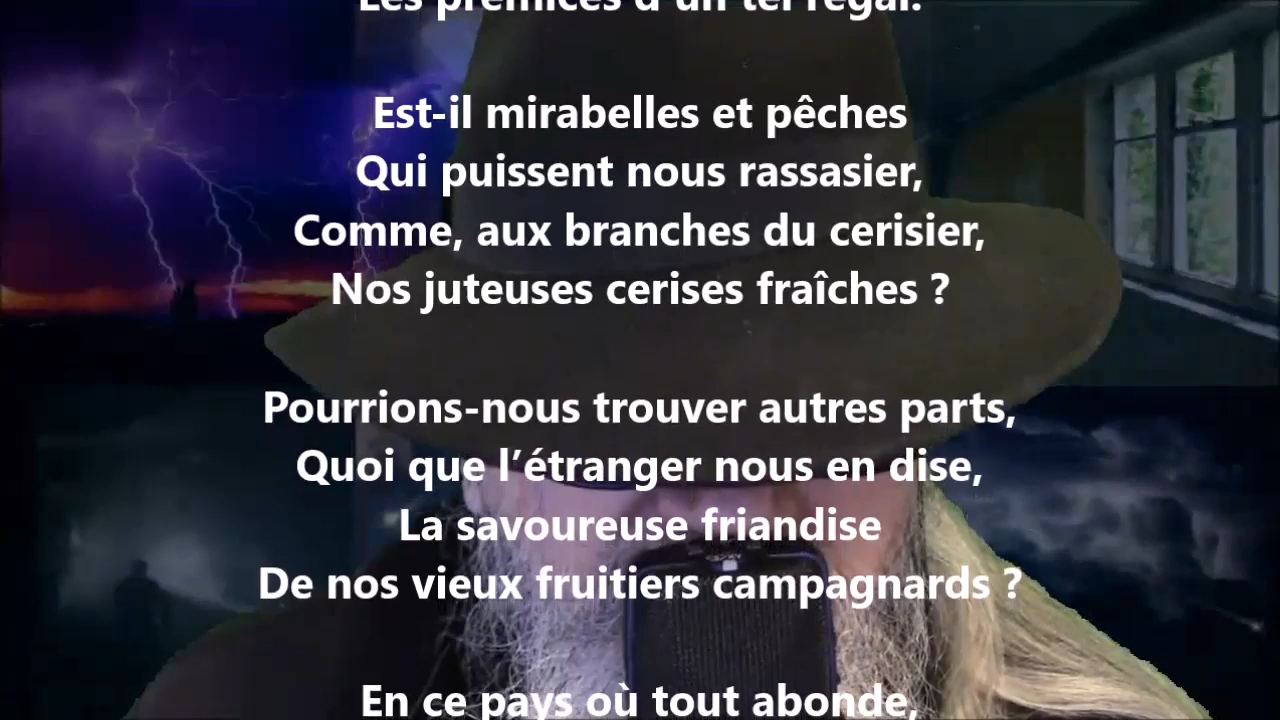 Les prémices d'un tel régal.
Est-il mirabelles et pêches
Qui puissent nous rassasier,
Comme, aux branches du cerisier,
Nos juteuses cerises fraîches ?
Pourrions-nous trouver autres parts,
Quoi que l’étranger nous en dise,
La savoureuse friandise
De nos vieux fruitiers campagnards ?
En ce pays où tout abonde,